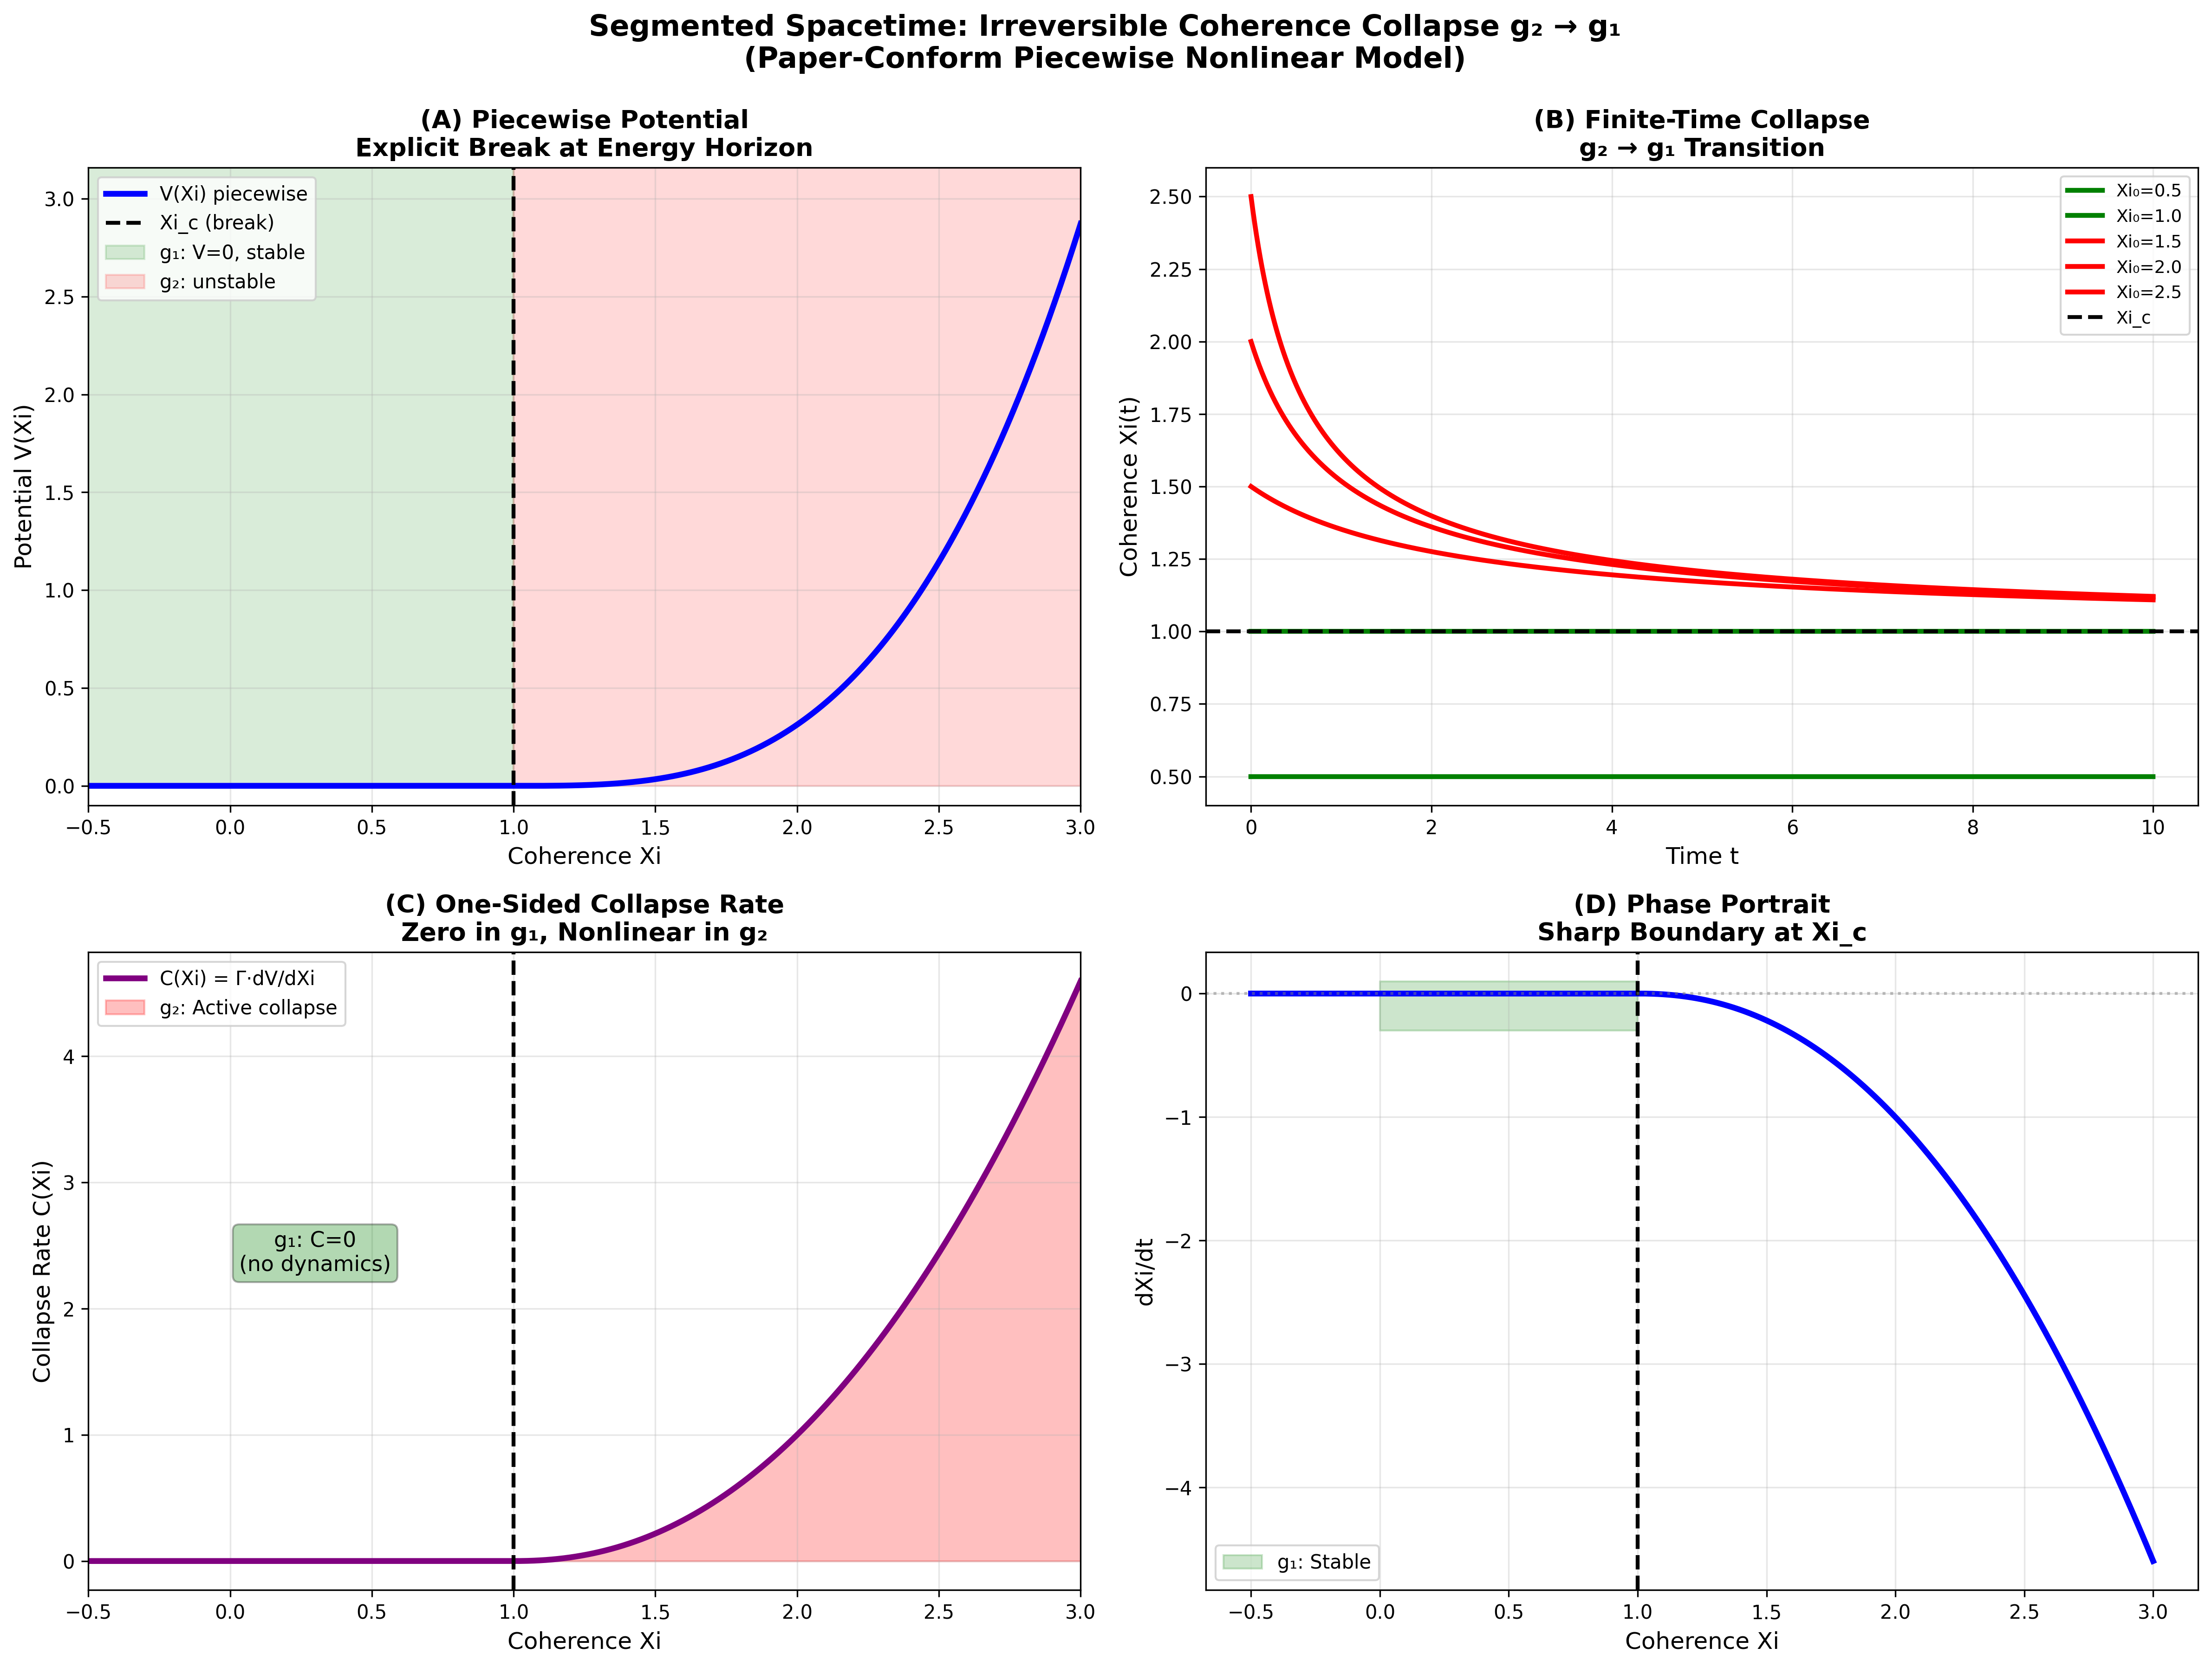 Segmented Spacetime: Irreversible Coherence Collapse g₂ → g₁
(Paper-Conform Piecewise Nonlinear Model)
(A) Piecewise Potential
Explicit Break at Energy Horizon
V(Xi) piecewise
Xi_c (break)
g₁: V=0, stable
g₂: unstable
Potential V(Xi)
3.0
2.5
2.0
1.5
1.0
0.5
0.0
−0.5 0.0 0.5 1.0 1.5 2.0 2.5 3.0
Coherence Xi
(B) Finite-Time Collapse
g₂ → g₁ Transition
Xi₀=0.5
Xi₀=1.0
Xi₀=1.5
Xi₀=2.0
Xi₀=2.5
Xi_c
Coherence Xi(t)
2.50
2.25
2.00
1.75
1.50
1.25
1.00
0.75
0.50
0 2 4 6 8 10
Time t
(C) One-Sided Collapse Rate
Zero in g₁, Nonlinear in g₂
C(Xi) = Γ·dV/dXi
g₂: Active collapse
g₁: C=0
(no dynamics)
Collapse Rate C(Xi)
4
3
2
1
0
−0.5 0.0 0.5 1.0 1.5 2.0 2.5 3.0
Coherence Xi
(D) Phase Portrait
Sharp Boundary at Xi_c
dXi/dt
0
−1
−2
−3
−4
g₁: Stable
−0.5 0.0 0.5 1.0 1.5 2.0 2.5 3.0
Coherence Xi